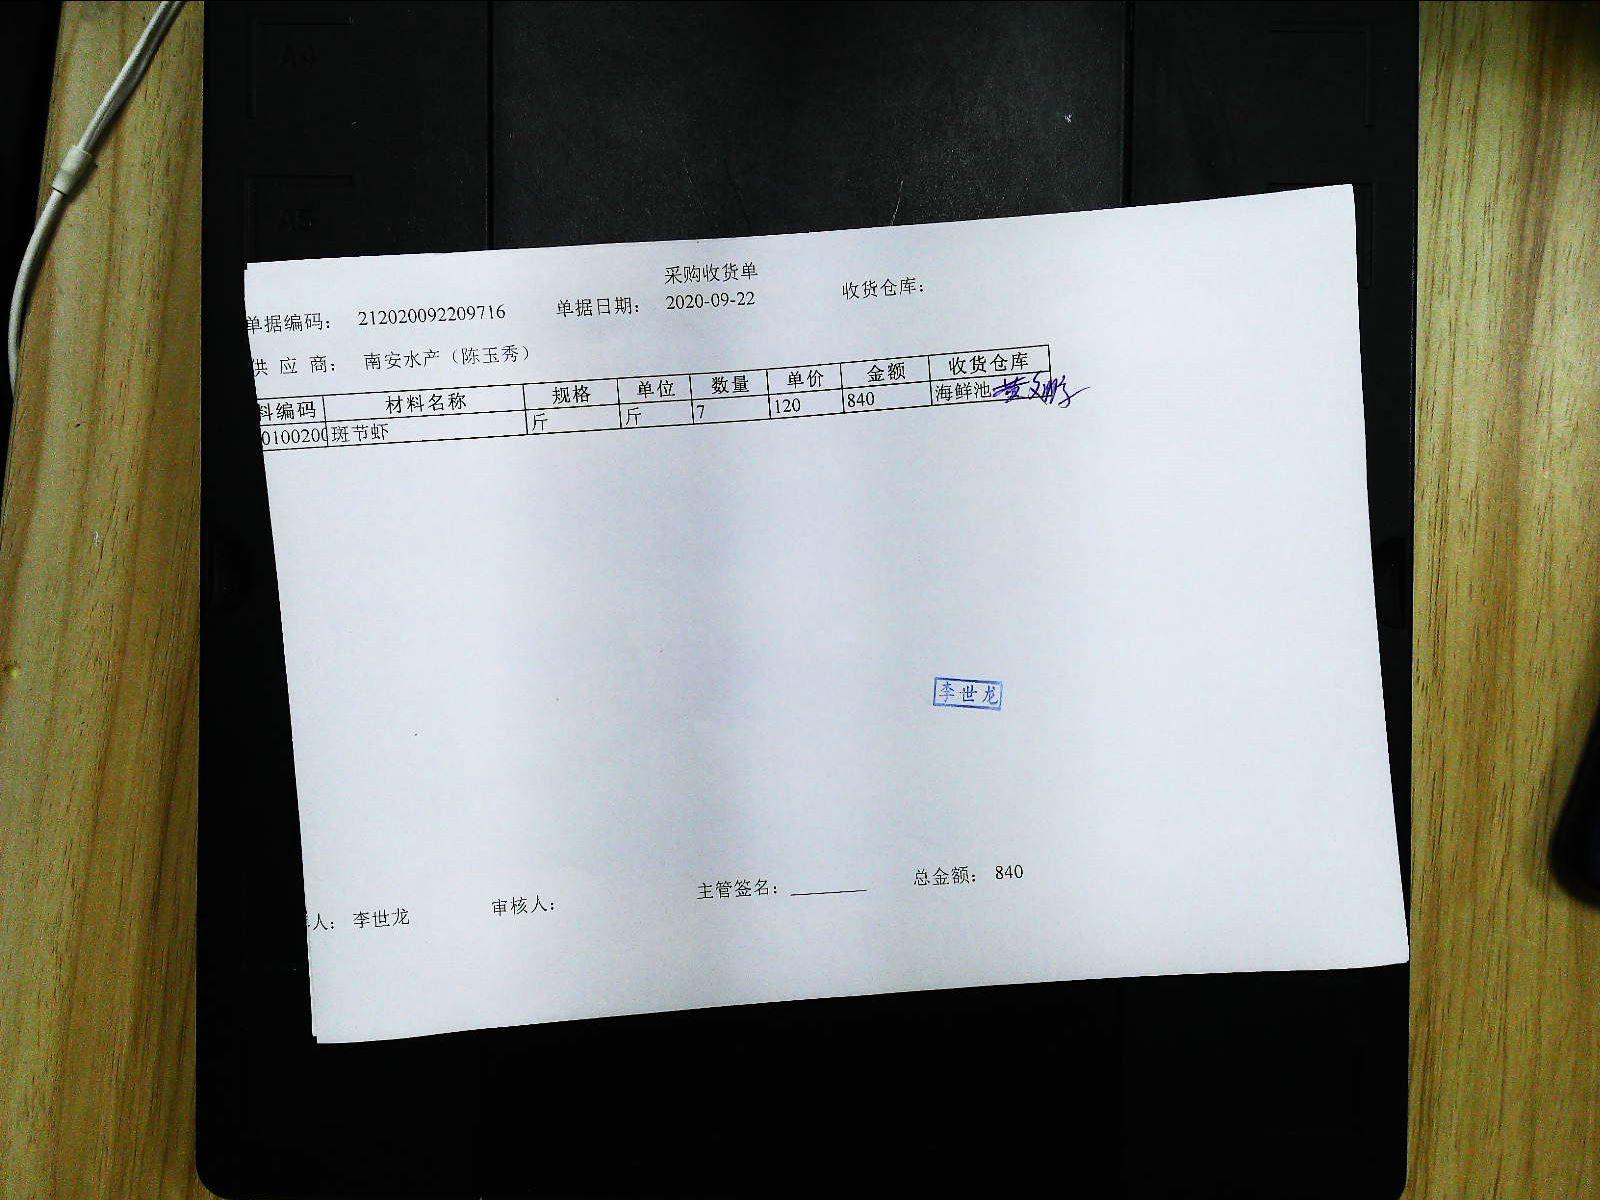 采购收货单
单据编码： 212020092209716 单据日期： 2020-09-22 收货仓库：
供 应 商： 南安水产（陈玉秀）
料编码 材料名称 规格 单位 数量 单价 金额 收货仓库
0100200 斑节虾 斤 斤 7 120 840 海鲜池
李世龙
人： 李世龙 审核人： 主管签名： 总金额： 840
A5